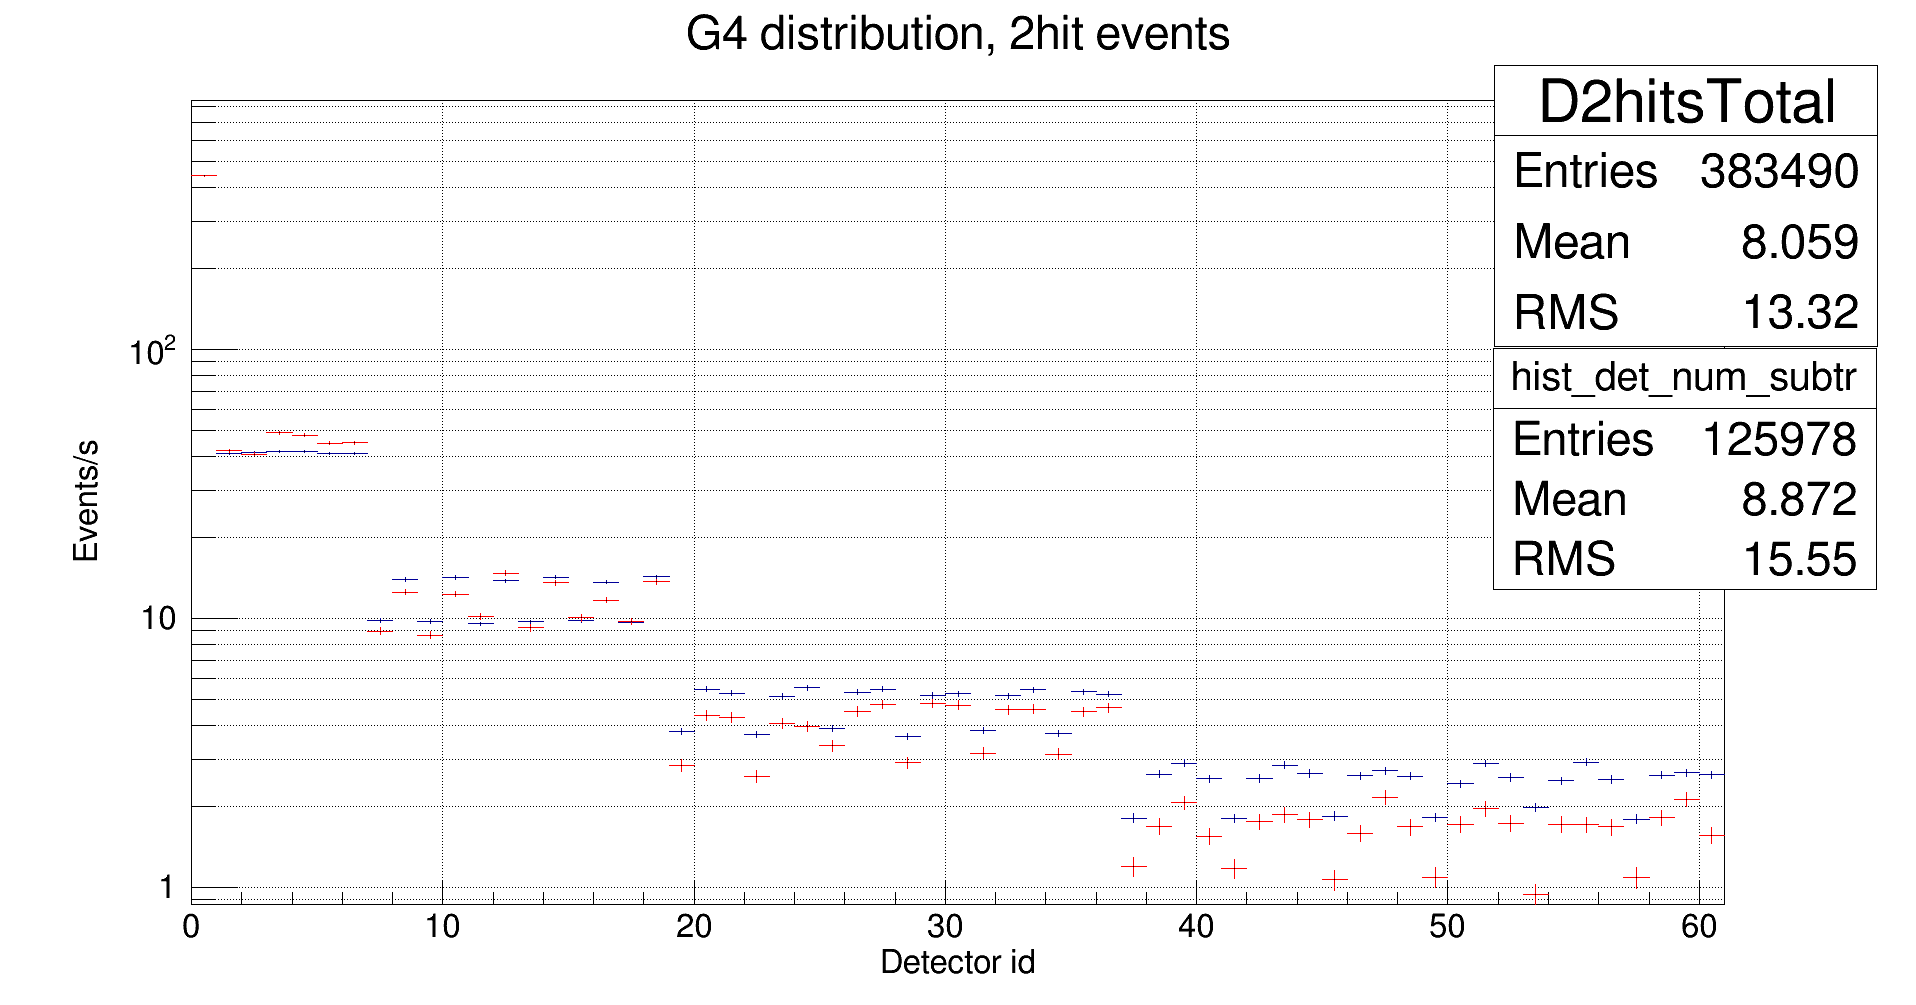 G4 distribution, 2hit events
D2hitsTotal
Entries 383490
Mean 8.059
RMS 13.32
hist_det_num_subtr
Entries 125978
Mean 8.872
RMS 15.55
Events/s
10²
10
1
0 10 20 30 40 50 60
Detector id